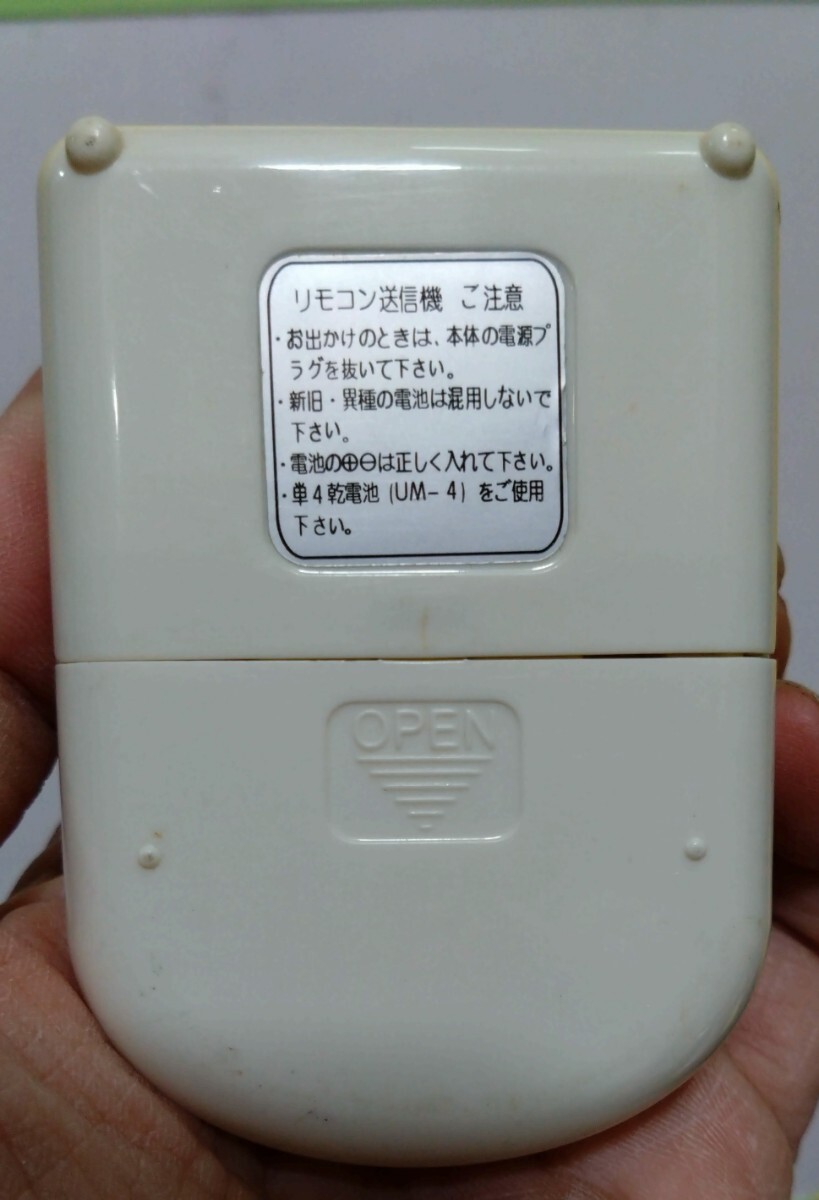 リモコン送信機 ご注意
・お出かけのときは、本体の電源プ
ラグを抜いて下さい。
・新旧・異種の電池は混用しないで
下さい。
・電池の⊕⊖は正しく入れて下さい。
・単4乾電池(UM-4)をご使用
下さい。
OPEN